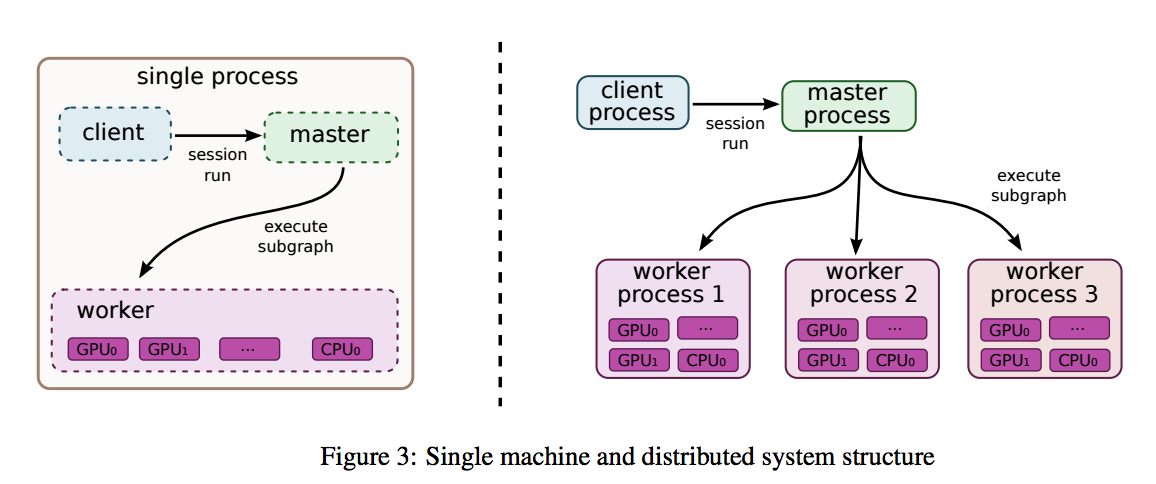 single process
client
master
session
run
execute
subgraph
worker
GPU₀
GPU₁
...
CPU₀
client
process
master
process
session
run
execute
subgraph
worker
process 1
GPU₀
...
GPU₁
CPU₀
worker
process 2
GPU₀
...
GPU₁
CPU₀
worker
process 3
GPU₀
...
GPU₁
CPU₀
Figure 3: Single machine and distributed system structure